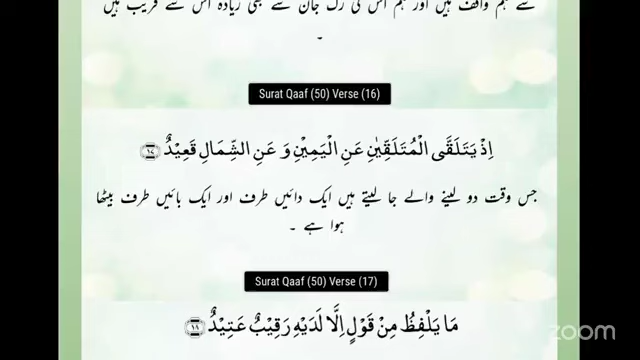 سے ہم واقف ہیں اور ہم اس کی رگ جان سے بھی زیادہ اس سے قریب ہیں
۔
Surat Qaaf (50) Verse (16)
اِذْ يَتَلَقَّى الْمُتَلَقِّيٰنِ عَنِ الْيَمِيْنِ وَ عَنِ الشِّمَالِ قَعِيْدٌ ۝۱۷
جس وقت دو لینے والے جا لیتے ہیں ایک دائیں طرف اور ایک بائیں طرف بیٹھا
ہوا ہے ۔
Surat Qaaf (50) Verse (17)
مَا يَلْفِظُ مِنْ قَوْلٍ اِلَّا لَدَيْهِ رَقِيْبٌ عَتِيْدٌ ۝۱۸
zoom